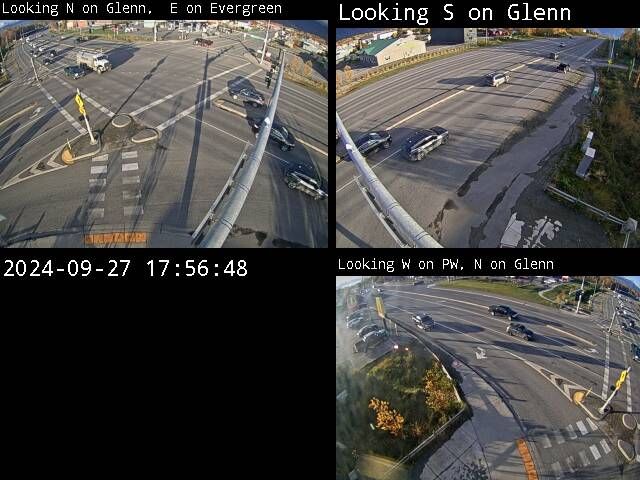 Looking N on Glenn, E on Evergreen
Looking S on Glenn
2024-09-27 17:56:48
Looking W on PW, N on Glenn